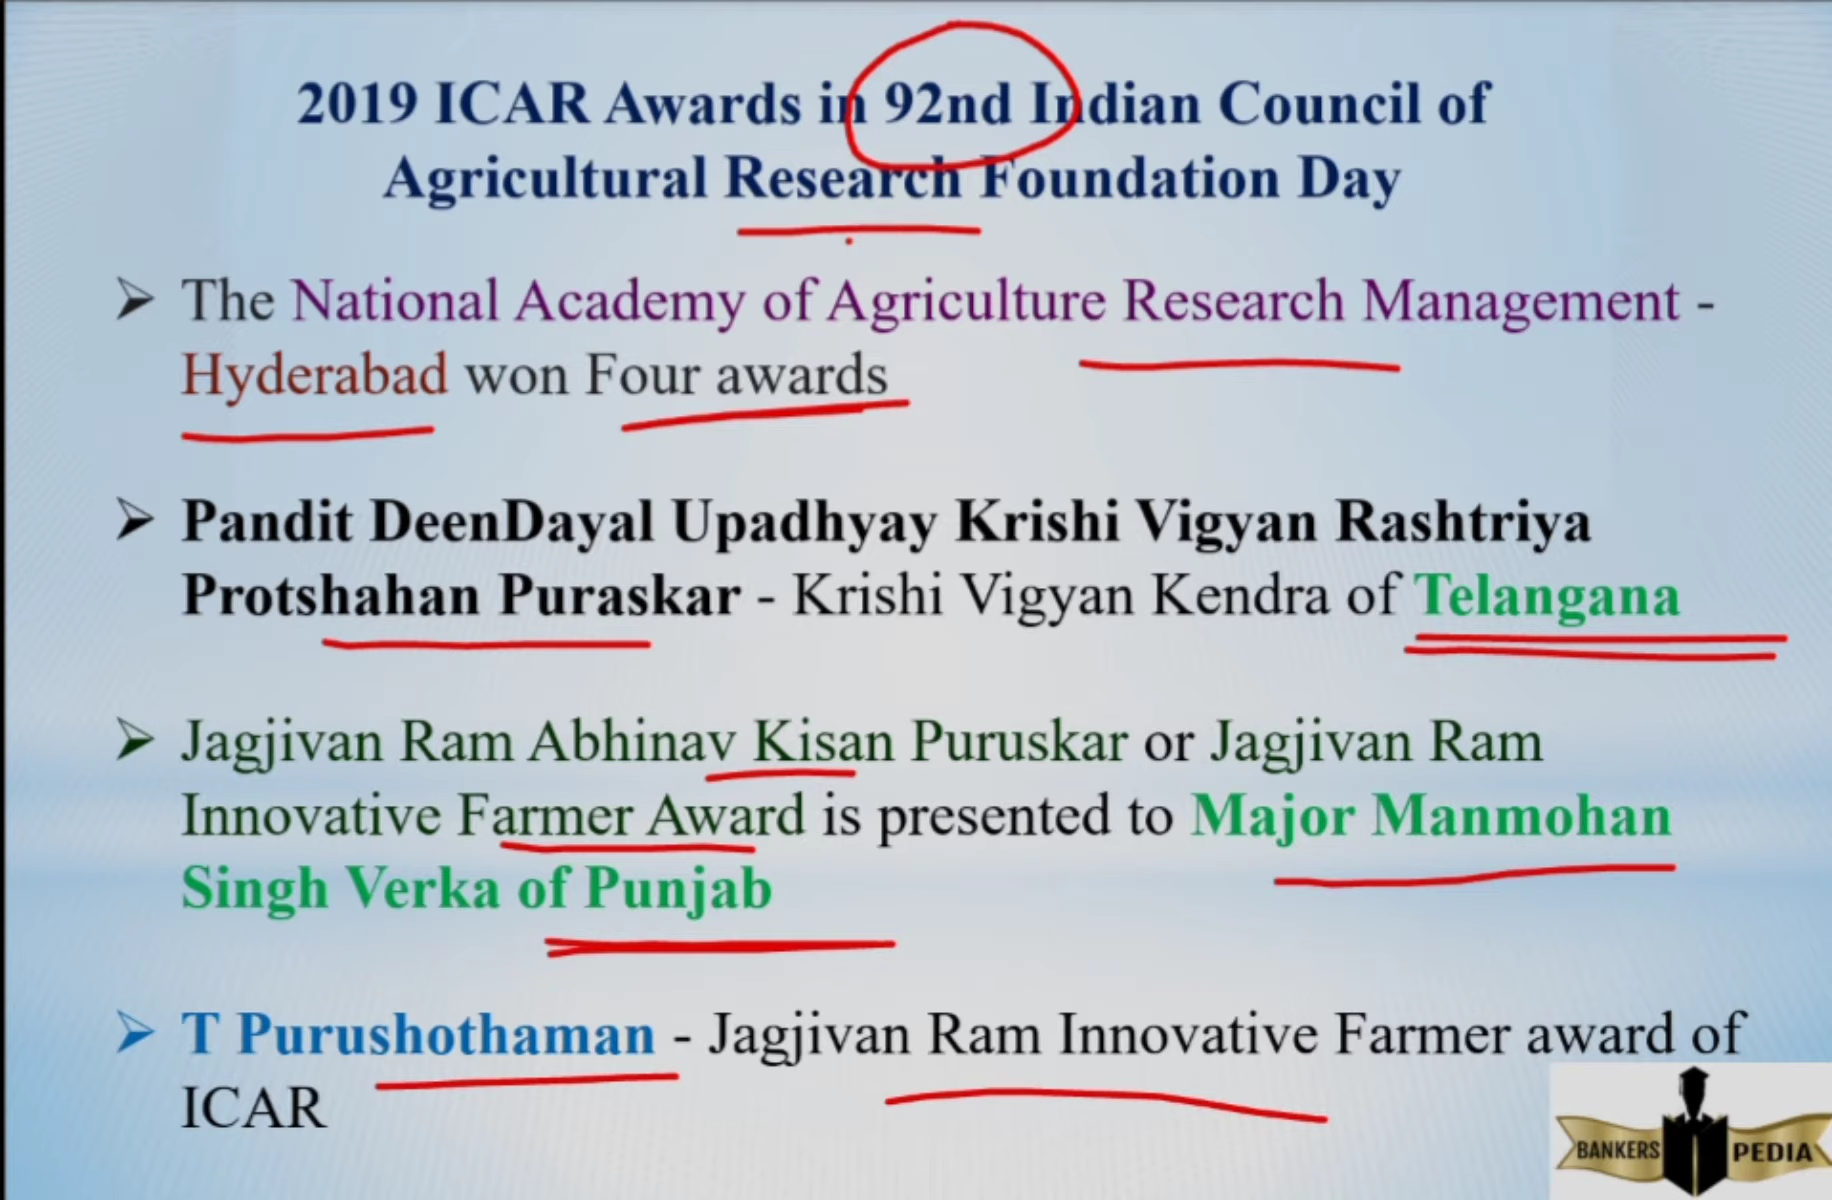 2019 ICAR Awards in 92nd Indian Council of
Agricultural Research Foundation Day
The National Academy of Agriculture Research Management -
Hyderabad won Four awards
Pandit DeenDayal Upadhyay Krishi Vigyan Rashtriya
Protshahan Puraskar - Krishi Vigyan Kendra of Telangana
Jagjivan Ram Abhinav Kisan Puruskar or Jagjivan Ram
Innovative Farmer Award is presented to Major Manmohan
Singh Verka of Punjab
T Purushothaman - Jagjivan Ram Innovative Farmer award of
ICAR
BANKERS PEDIA